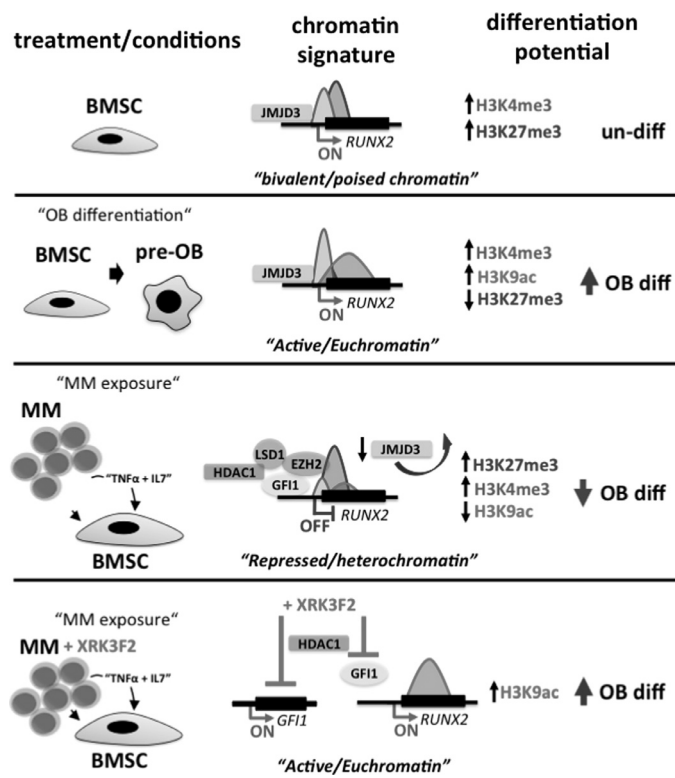 treatment/conditions
chromatin
signature
differentiation
potential
BMSC
JMJD3
RUNX2
ON
"bivalent/poised chromatin"
H3K4me3
H3K27me3
un-diff
"OB differentiation"
BMSC
pre-OB
JMJD3
RUNX2
ON
"Active/Euchromatin"
H3K4me3
H3K9ac
H3K27me3
OB diff
"MM exposure"
MM
"TNFα + IL7"
BMSC
LSD1
EZH2
HDAC1
GFI1
JMJD3
OFF
RUNX2
"Repressed/heterochromatin"
H3K27me3
H3K4me3
H3K9ac
OB diff
"MM exposure"
MM + XRK3F2
"TNFα + IL7"
BMSC
+ XRK3F2
HDAC1
GFI1
GFI1
ON
RUNX2
ON
"Active/Euchromatin"
H3K9ac
OB diff